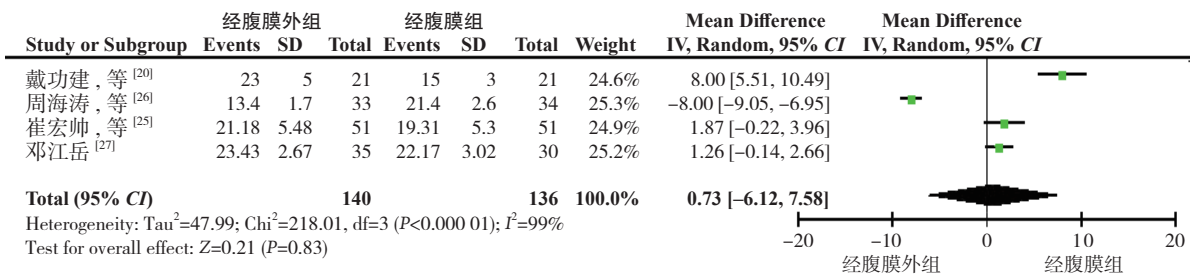 经腹膜外组 经腹膜组 Mean Difference Mean Difference
Study or Subgroup Events SD Total Events SD Total Weight IV, Random, 95% CI IV, Random, 95% CI
戴功建 , 等 [20] 23 5 21 15 3 21 24.6% 8.00 [5.51, 10.49]
周海涛 , 等 [26] 13.4 1.7 33 21.4 2.6 34 25.3% −8.00 [−9.05, −6.95]
崔宏帅 , 等 [25] 21.18 5.48 51 19.31 5.3 51 24.9% 1.87 [−0.22, 3.96]
邓江岳 [27] 23.43 2.67 35 22.17 3.02 30 25.2% 1.26 [−0.14, 2.66]
Total (95% CI) 140 136 100.0% 0.73 [−6.12, 7.58]
Heterogeneity: Tau²=47.99; Chi²=218.01, df=3 (P<0.000 01); I²=99%
Test for overall effect: Z=0.21 (P=0.83)
−20 −10 0 10 20
经腹膜外组 经腹膜组